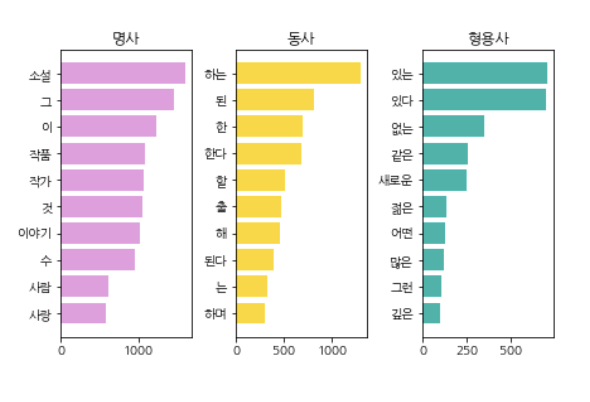 명사
동사
형용사
소설
그
이
작품
작가
것
이야기
수
사람
사랑
0
1000
하는
된
한
한다
할
출
해
된다
는
하며
0
500
1000
있는
있다
없는
같은
새로운
젊은
어떤
많은
그런
깊은
0
250
500